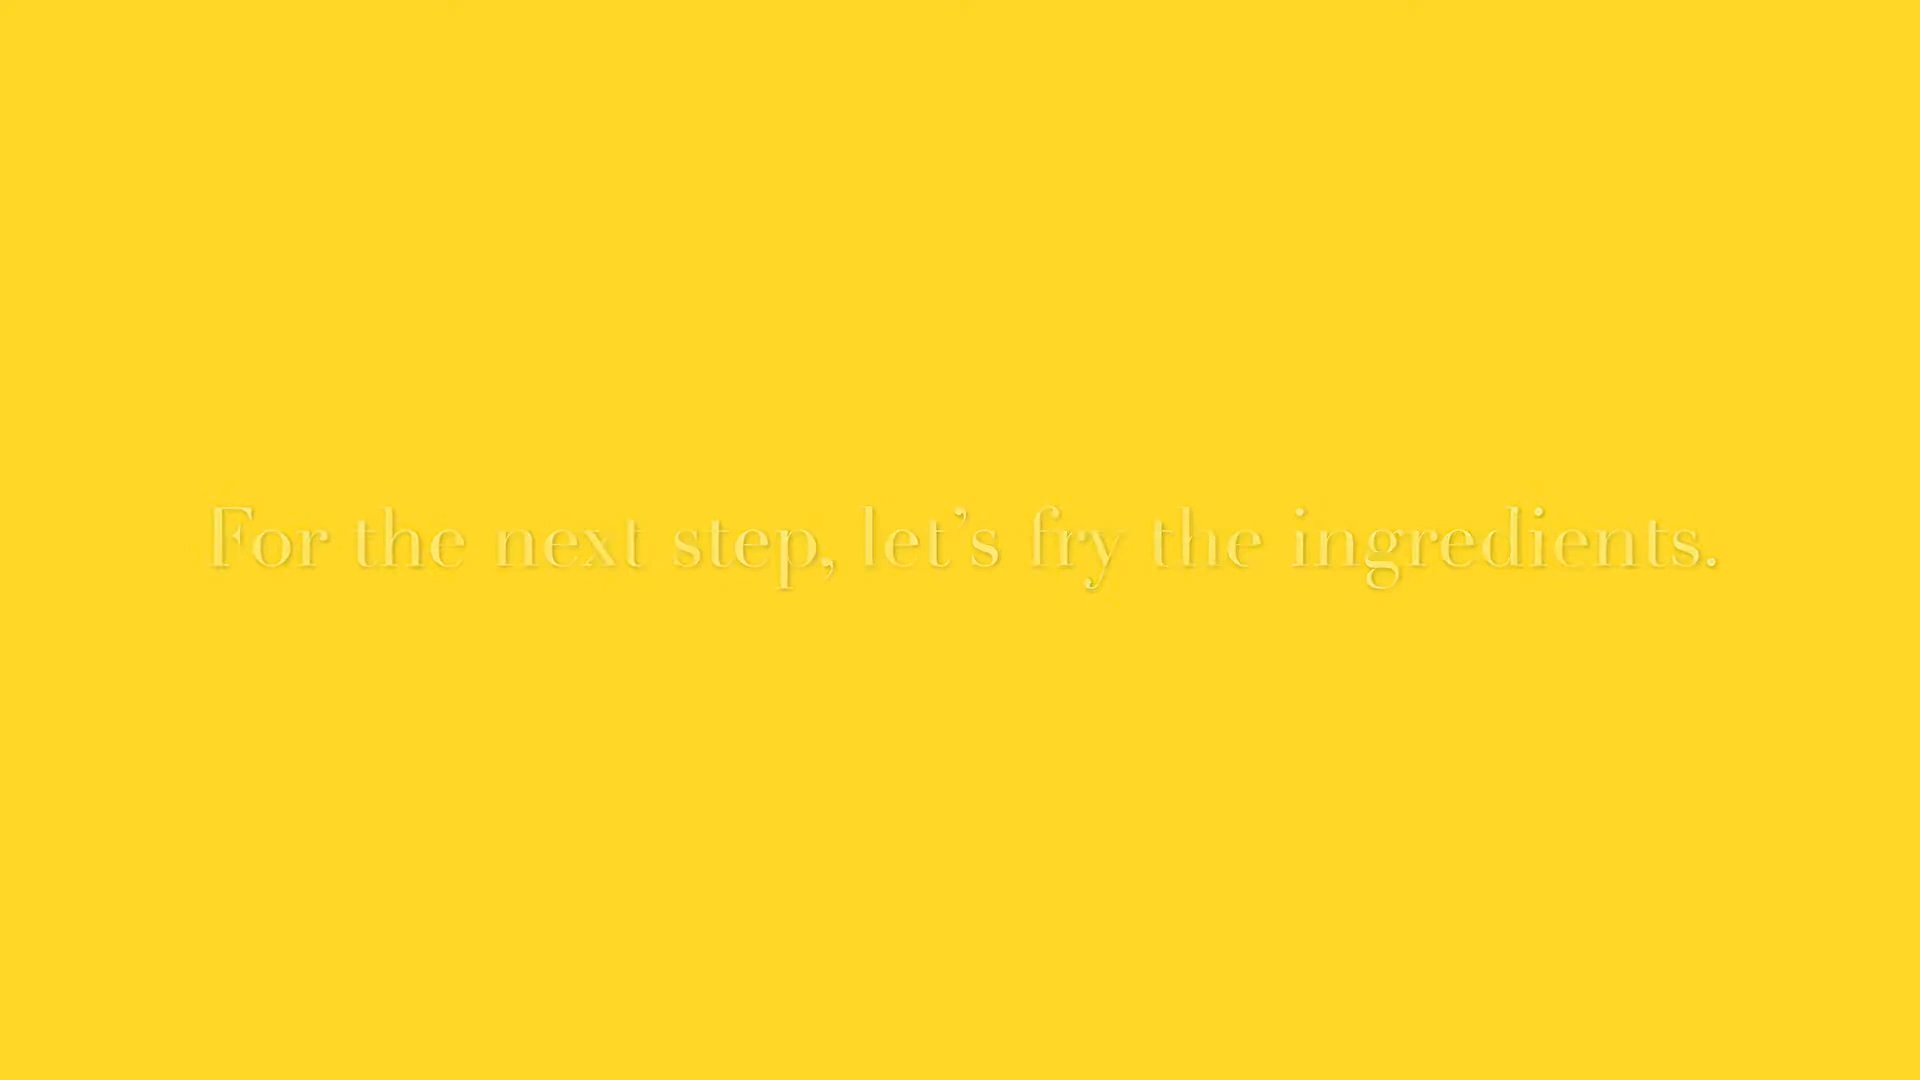 For the next step, let’s fry the ingredients.